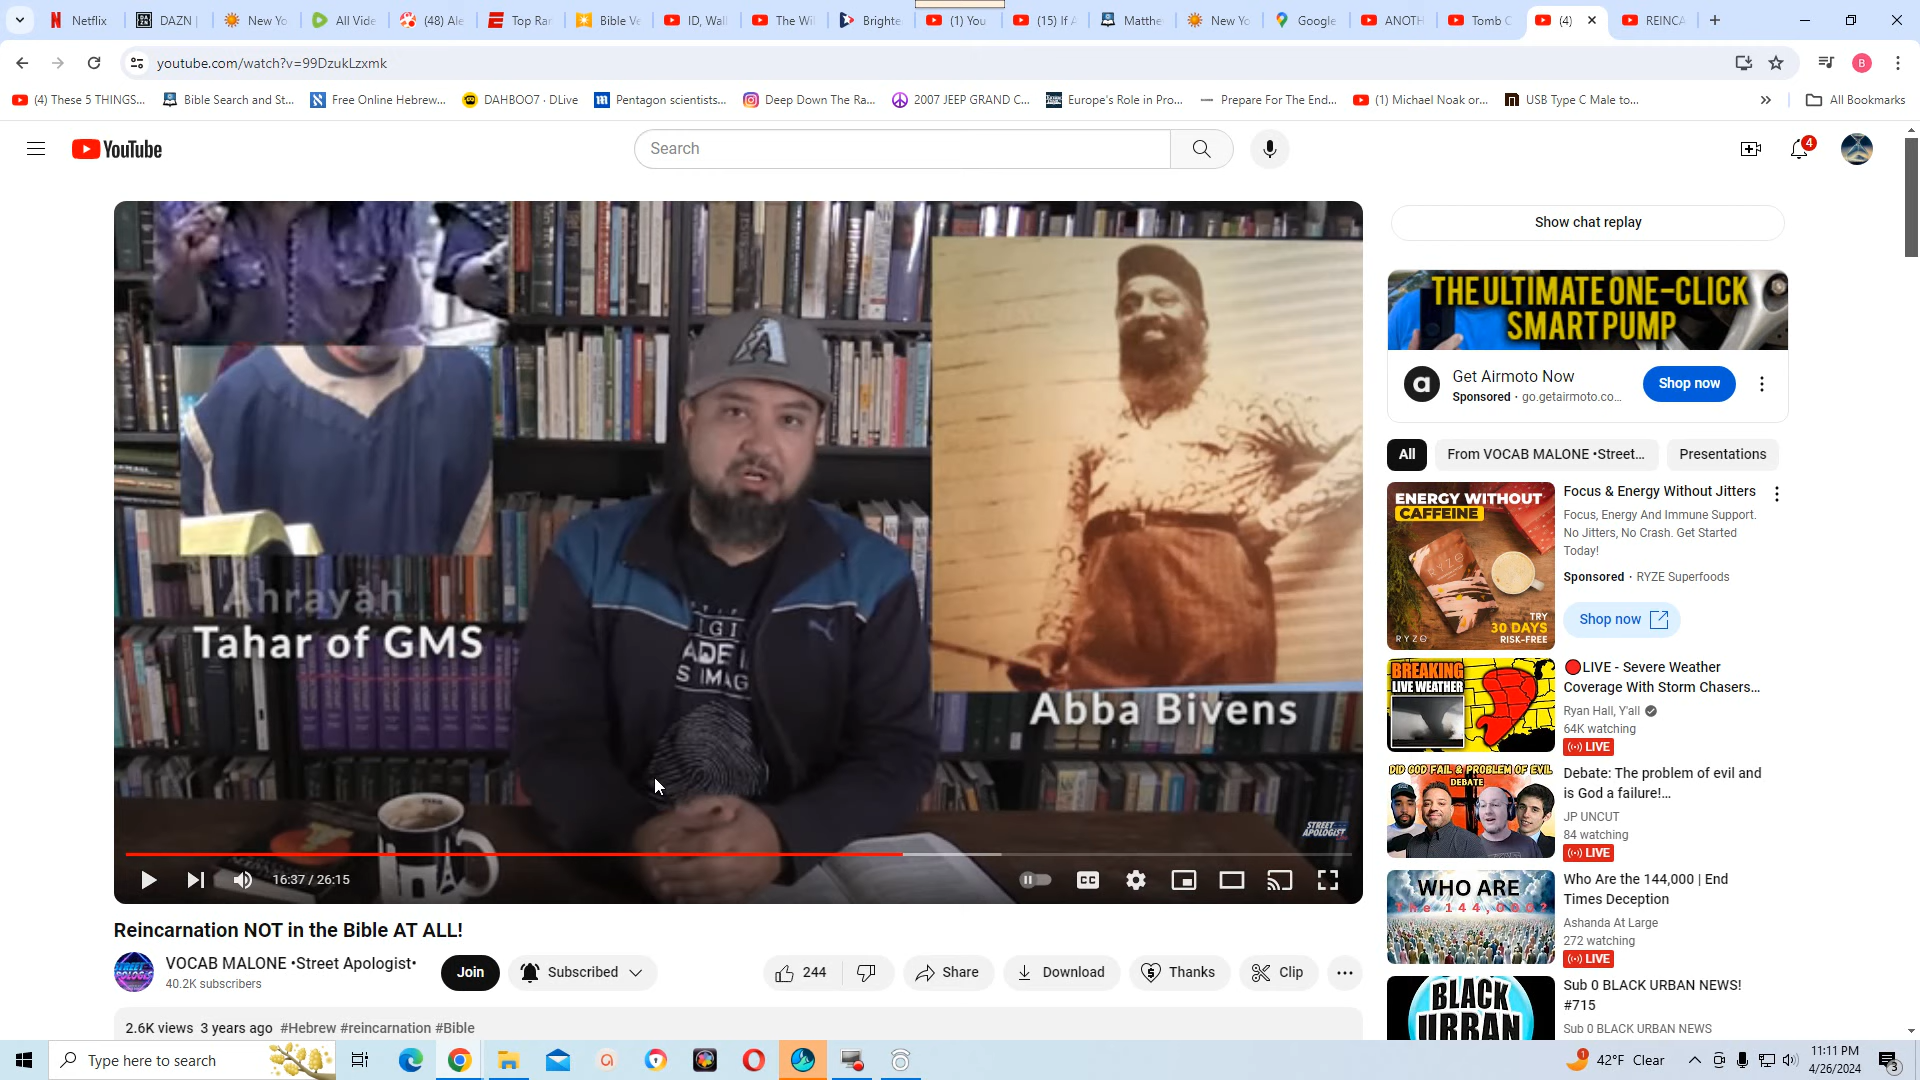 Netflix
DAZN |
New Yo
All Vide
(48) Ale
Top Ra
Bible Ve
ID, Wal
The Wi
Brighte
(1) You
(15) If A
Matthe
New Yo
Google
ANOTH
Tomb C
(4)
REINCA
youtube.com/watch?v=99DzukLzxmk
B
(4) These 5 THINGS...
Bible Search and St...
Free Online Hebrew...
DAHBOO7 · DLive
Pentagon scientists...
Deep Down The Ra...
2007 JEEP GRAND C...
Europe's Role in Pro...
Prepare For The End...
(1) Michael Noak or...
USB Type C Male to...
All Bookmarks
YouTube
Search
4
Ahrayah
Tahar of GMS
Abba Bivens
STREET
APOLOGIST
16:37 / 26:15
CC
Reincarnation NOT in the Bible AT ALL!
VOCAB MALONE •Street Apologist•
40.2K subscribers
Join
Subscribed
244
Share
Download
Thanks
Clip
2.6K views 3 years ago #Hebrew #reincarnation #Bible
Show chat replay
THE ULTIMATE ONE-CLICK
SMART PUMP
a
Get Airmoto Now
Sponsored · go.getairmoto.co...
Shop now
All
From VOCAB MALONE •Street...
Presentations
ENERGY WITHOUT
CAFFEINE
RYZE
TRY
30 DAYS
RISK-FREE
Focus & Energy Without Jitters
Focus, Energy And Immune Support.
No Jitters, No Crash. Get Started
Today!
Sponsored · RYZE Superfoods
Shop now
BREAKING
LIVE WEATHER
LIVE - Severe Weather
Coverage With Storm Chasers...
Ryan Hall, Y'all
64K watching
LIVE
DID GOD FAIL & PROBLEM OF EVIL
DEBATE
Debate: The problem of evil and
is God a failure!...
JP UNCUT
84 watching
LIVE
WHO ARE
The 144,000?
Who Are the 144,000 | End
Times Deception
Ashanda At Large
272 watching
LIVE
BLACK
URBAN
Sub 0 BLACK URBAN NEWS!
#715
Sub 0 BLACK URBAN NEWS
Type here to search
1
42°F Clear
11:11 PM
4/26/2024
3